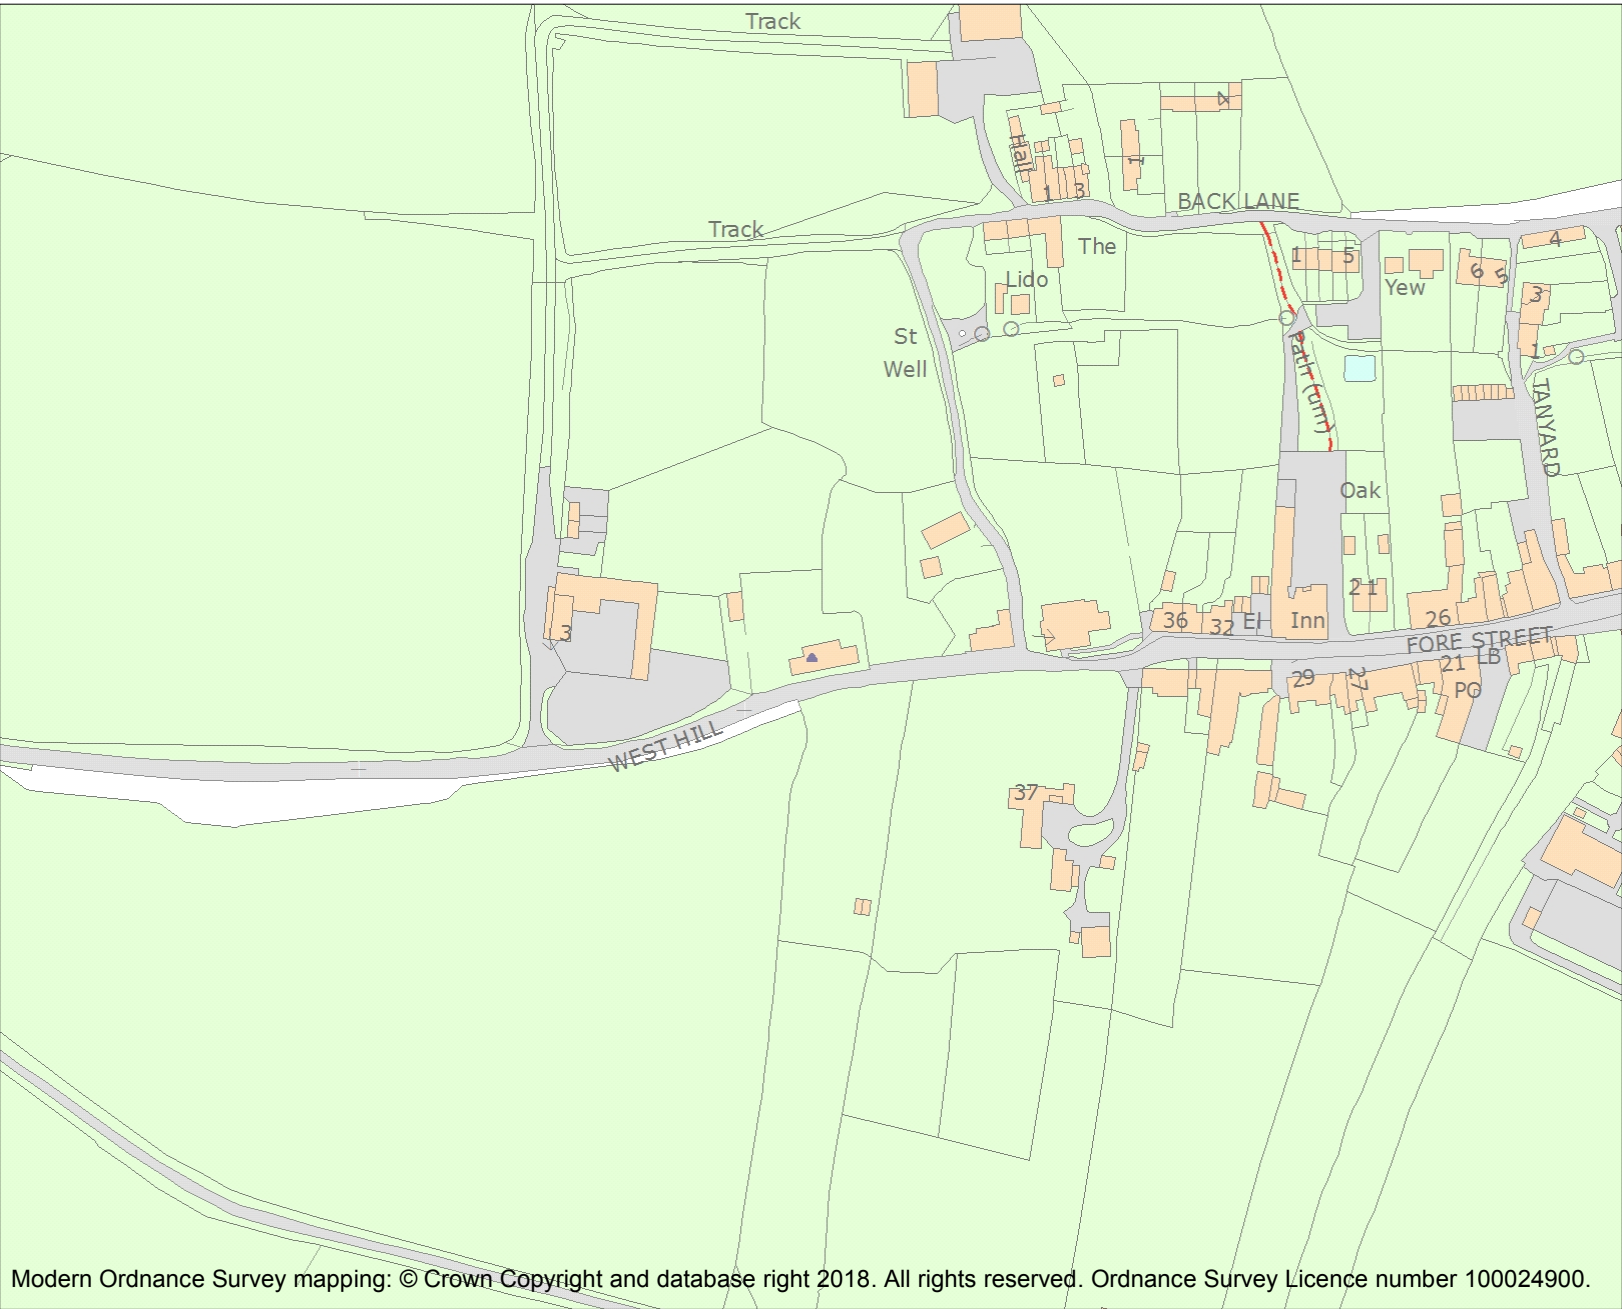 Track
4
Hall
1
1
3
BACK LANE
Track
The
1
5
4
Yew
6
5
Lido
3
St
Well
Path (um)
1
TANYARD
Oak
2 1
3
36
32
El
Inn
26
FORE STREET
LB
21
29
27
PO
WEST HILL
37
Modern Ordnance Survey mapping: © Crown Copyright and database right 2018. All rights reserved. Ordnance Survey Licence number 100024900.